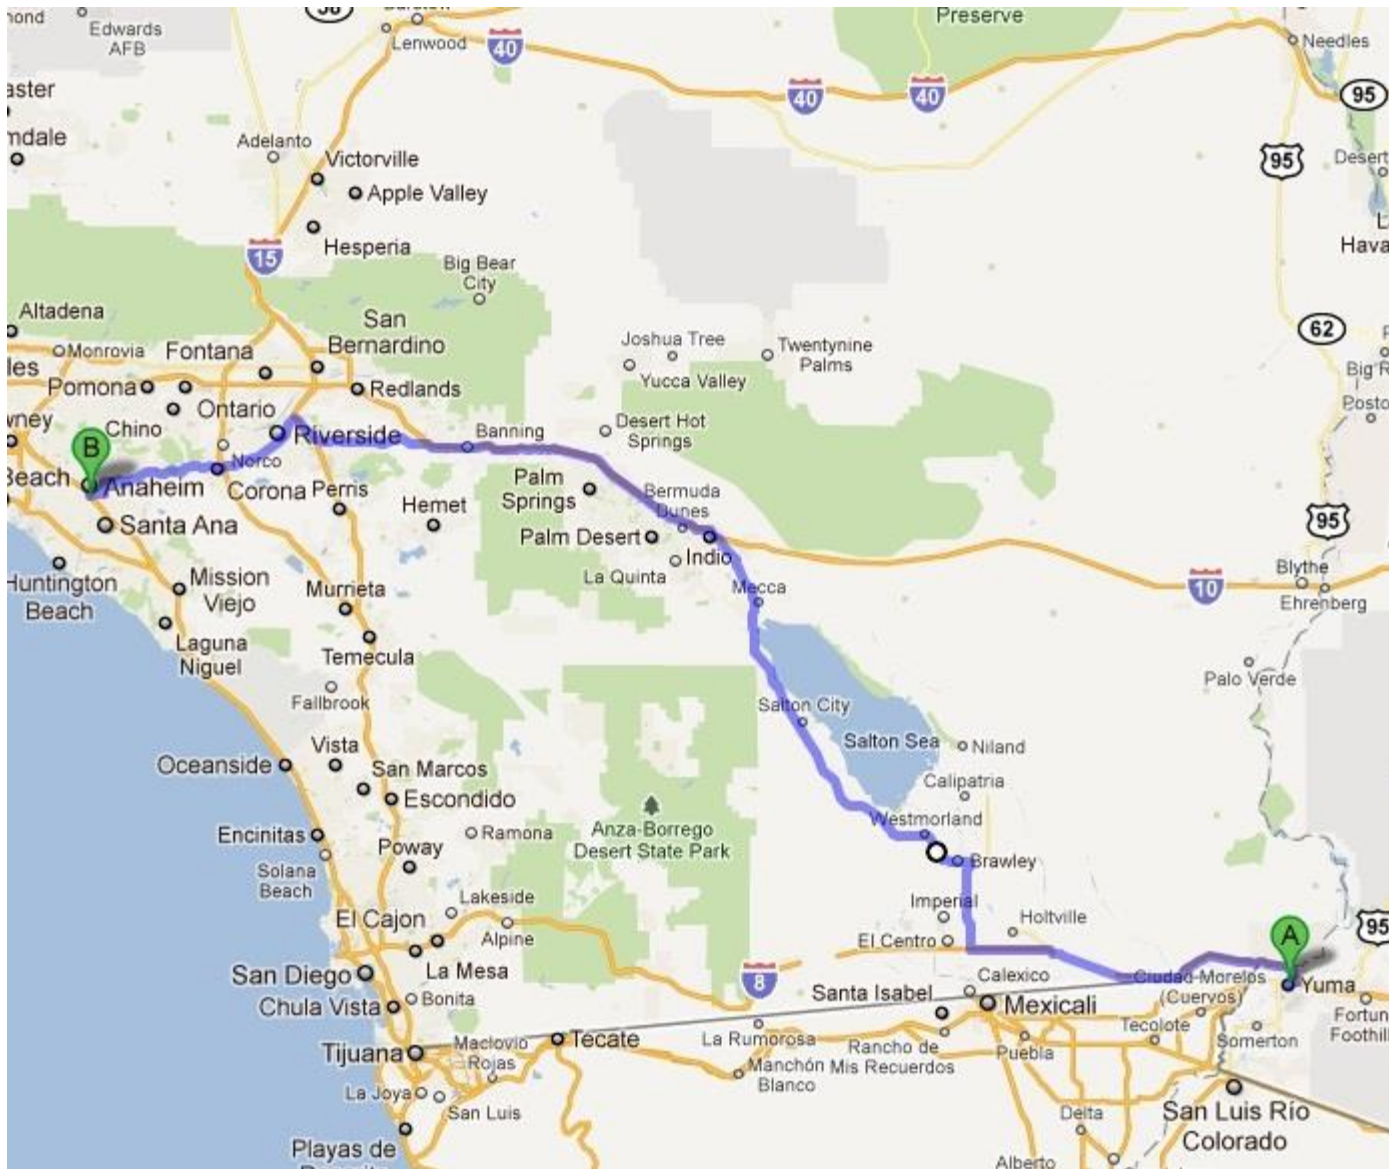 mond
Edwards
AFB
58
Lenwood
40
Preserve
Needles
aster
40
40
95
mdale
Adelanto
Victorville
95
Desert
Apple Valley
Hesperia
15
Hava
Big Bear
City
Altadena
San
Bernardino
62
Monrovia
Fontana
Joshua Tree
Twentynine
Palms
les
Pomona
Redlands
Yucca Valley
Big R
Ontario
Posto
wney
Chino
Riverside
Banning
Desert Hot
Springs
B
Norco
Beach
Anaheim
Corona
Perris
Hemet
Palm
Springs
Bermuda
Dunes
Santa Ana
Palm Desert
Indio
95
La Quinta
Huntington
Beach
Mission
Viejo
Murrieta
Mecca
10
Blythe
Ehrenberg
Laguna
Niguel
Temecula
Fallbrook
Palo Verde
Salton City
Vista
Salton Sea
Niland
Oceanside
San Marcos
Escondido
Calipatria
Encinitas
Ramona
Anza-Borrego
Desert State Park
Westmorland
Solana
Beach
Poway
Brawley
Lakeside
Imperial
El Cajon
Holtville
95
Alpine
El Centro
A
San Diego
La Mesa
8
Calexico
Ciudad Morelos
(Cuervos)
Yuma
Chula Vista
Bonita
Santa Isabel
Mexicali
Fortun
Foothill
Tijuana
Maclovio
Rojas
Tecate
La Rumorosa
Rancho de
Mis Recuerdos
Puebla
Tecolote
Somerton
Manchón
Blanco
La Joya
San Luis
Delta
San Luis Río
Colorado
Playas de
Alberto